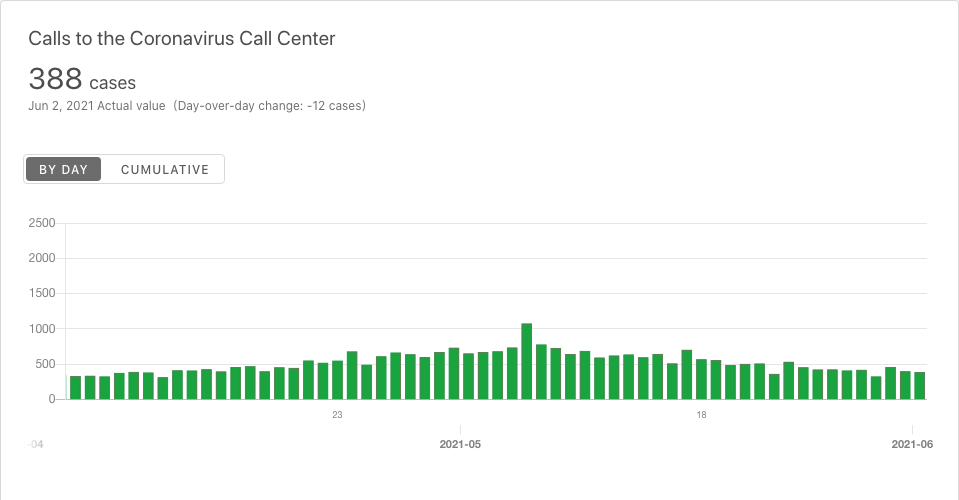 Calls to the Coronavirus Call Center
388 cases
Jun 2, 2021 Actual value (Day-over-day change: -12 cases)
BY DAY CUMULATIVE
2500
2000
1500
1000
500
0
23 18
-04 2021-05 2021-06